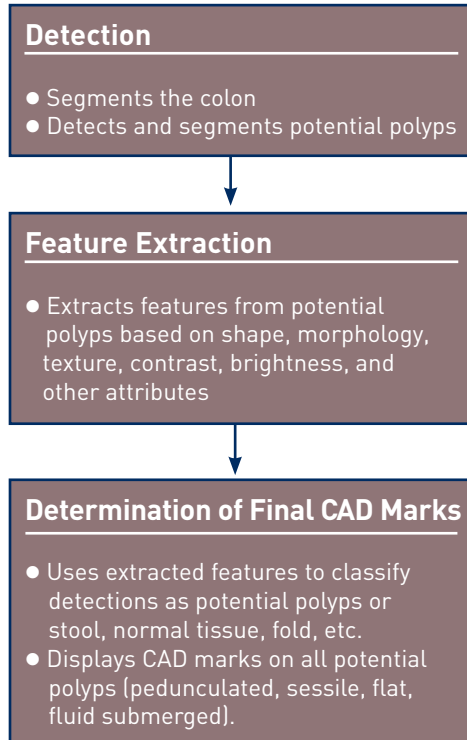 Detection
● Segments the colon
● Detects and segments potential polyps
Feature Extraction
● Extracts features from potential
polyps based on shape, morphology,
texture, contrast, brightness, and
other attributes
Determination of Final CAD Marks
● Uses extracted features to classify
detections as potential polyps or
stool, normal tissue, fold, etc.
● Displays CAD marks on all potential
polyps (pedunculated, sessile, flat,
fluid submerged).